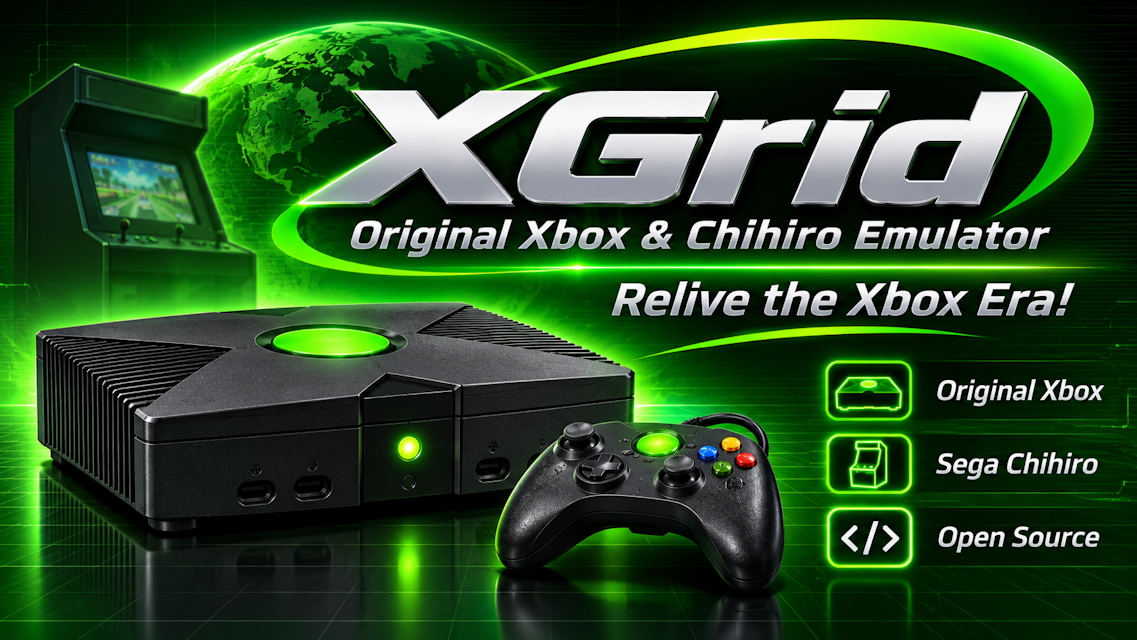 XGrid
Original Xbox & Chihiro Emulator
Relive the Xbox Era!
Original Xbox
Sega Chihiro
</>
Open Source